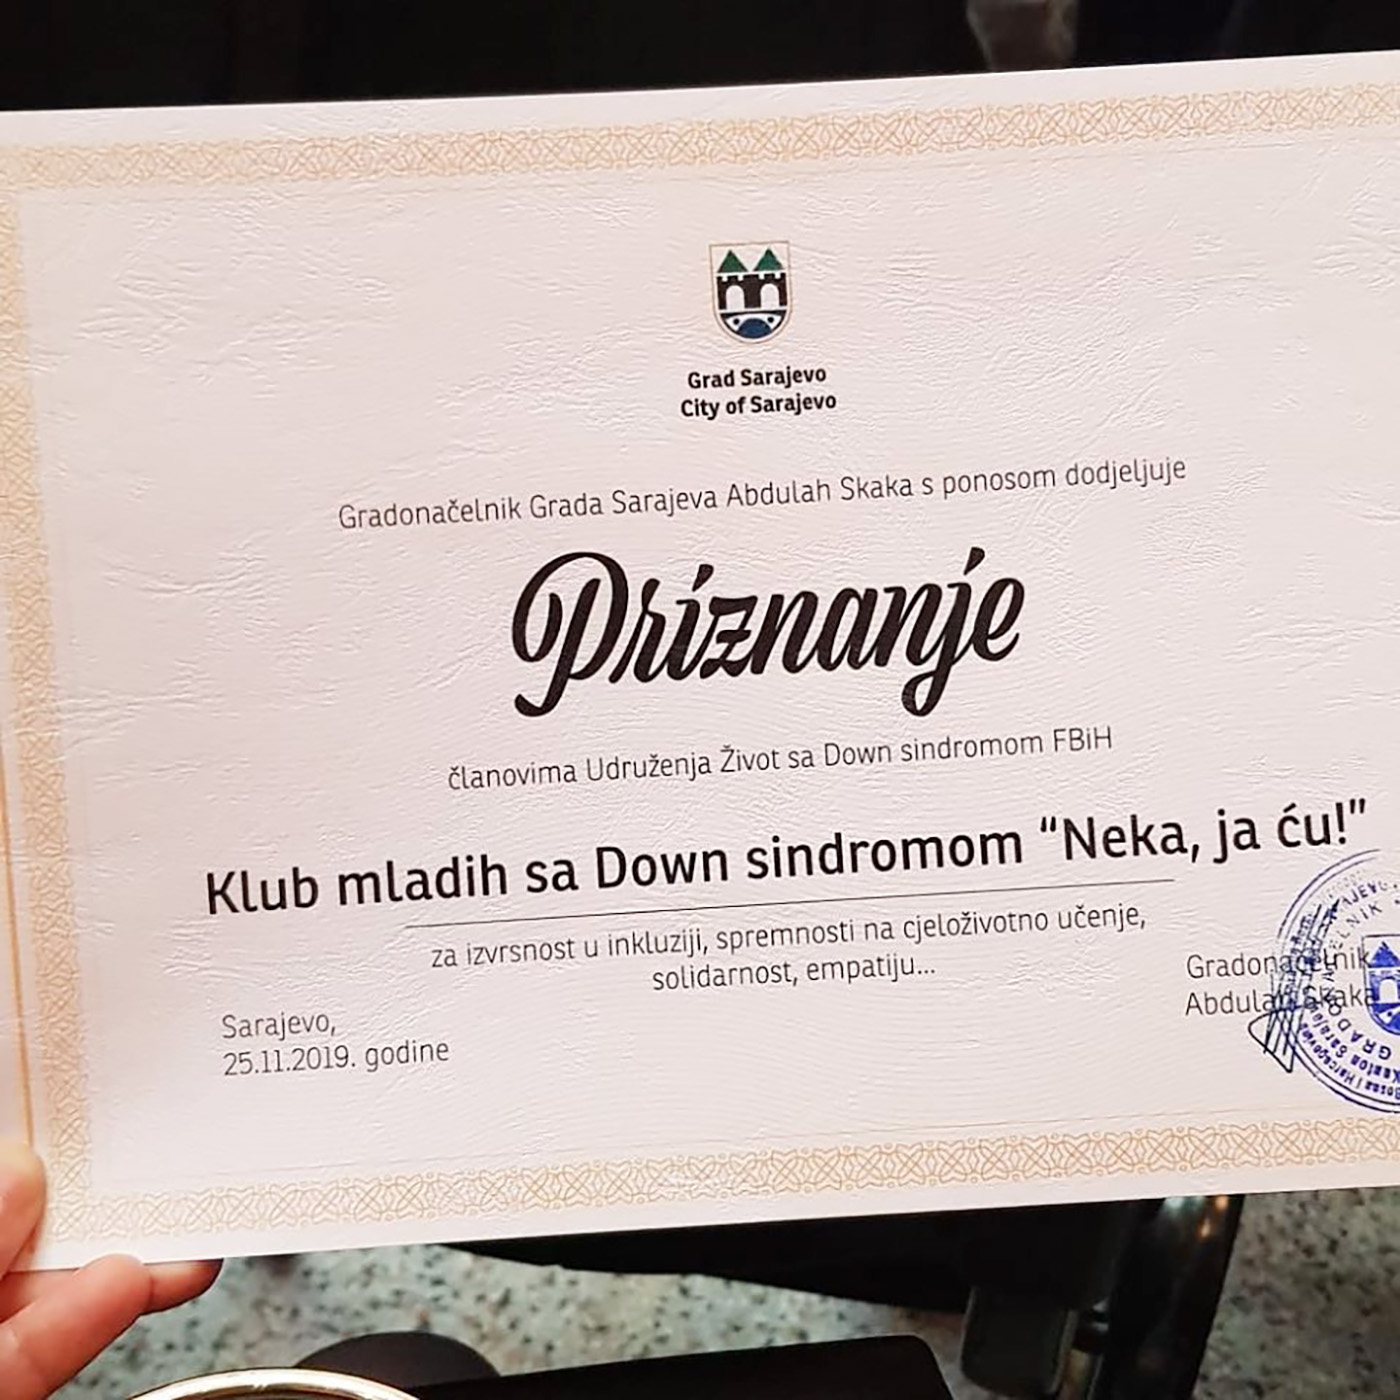 Grad Sarajevo
City of Sarajevo
Gradonačelnik Grada Sarajeva Abdulah Skaka s ponosom dodjeljuje
Priznanje
članovima Udruženja Život sa Down sindromom FBiH
Klub mladih sa Down sindromom “Neka, ja ću!”
za izvrsnost u inkluziji, spremnosti na cjeloživotno učenje,
solidarnost, empatiju...
Sarajevo,
25.11.2019. godine
Gradonačelnik
Abdulah Skaka